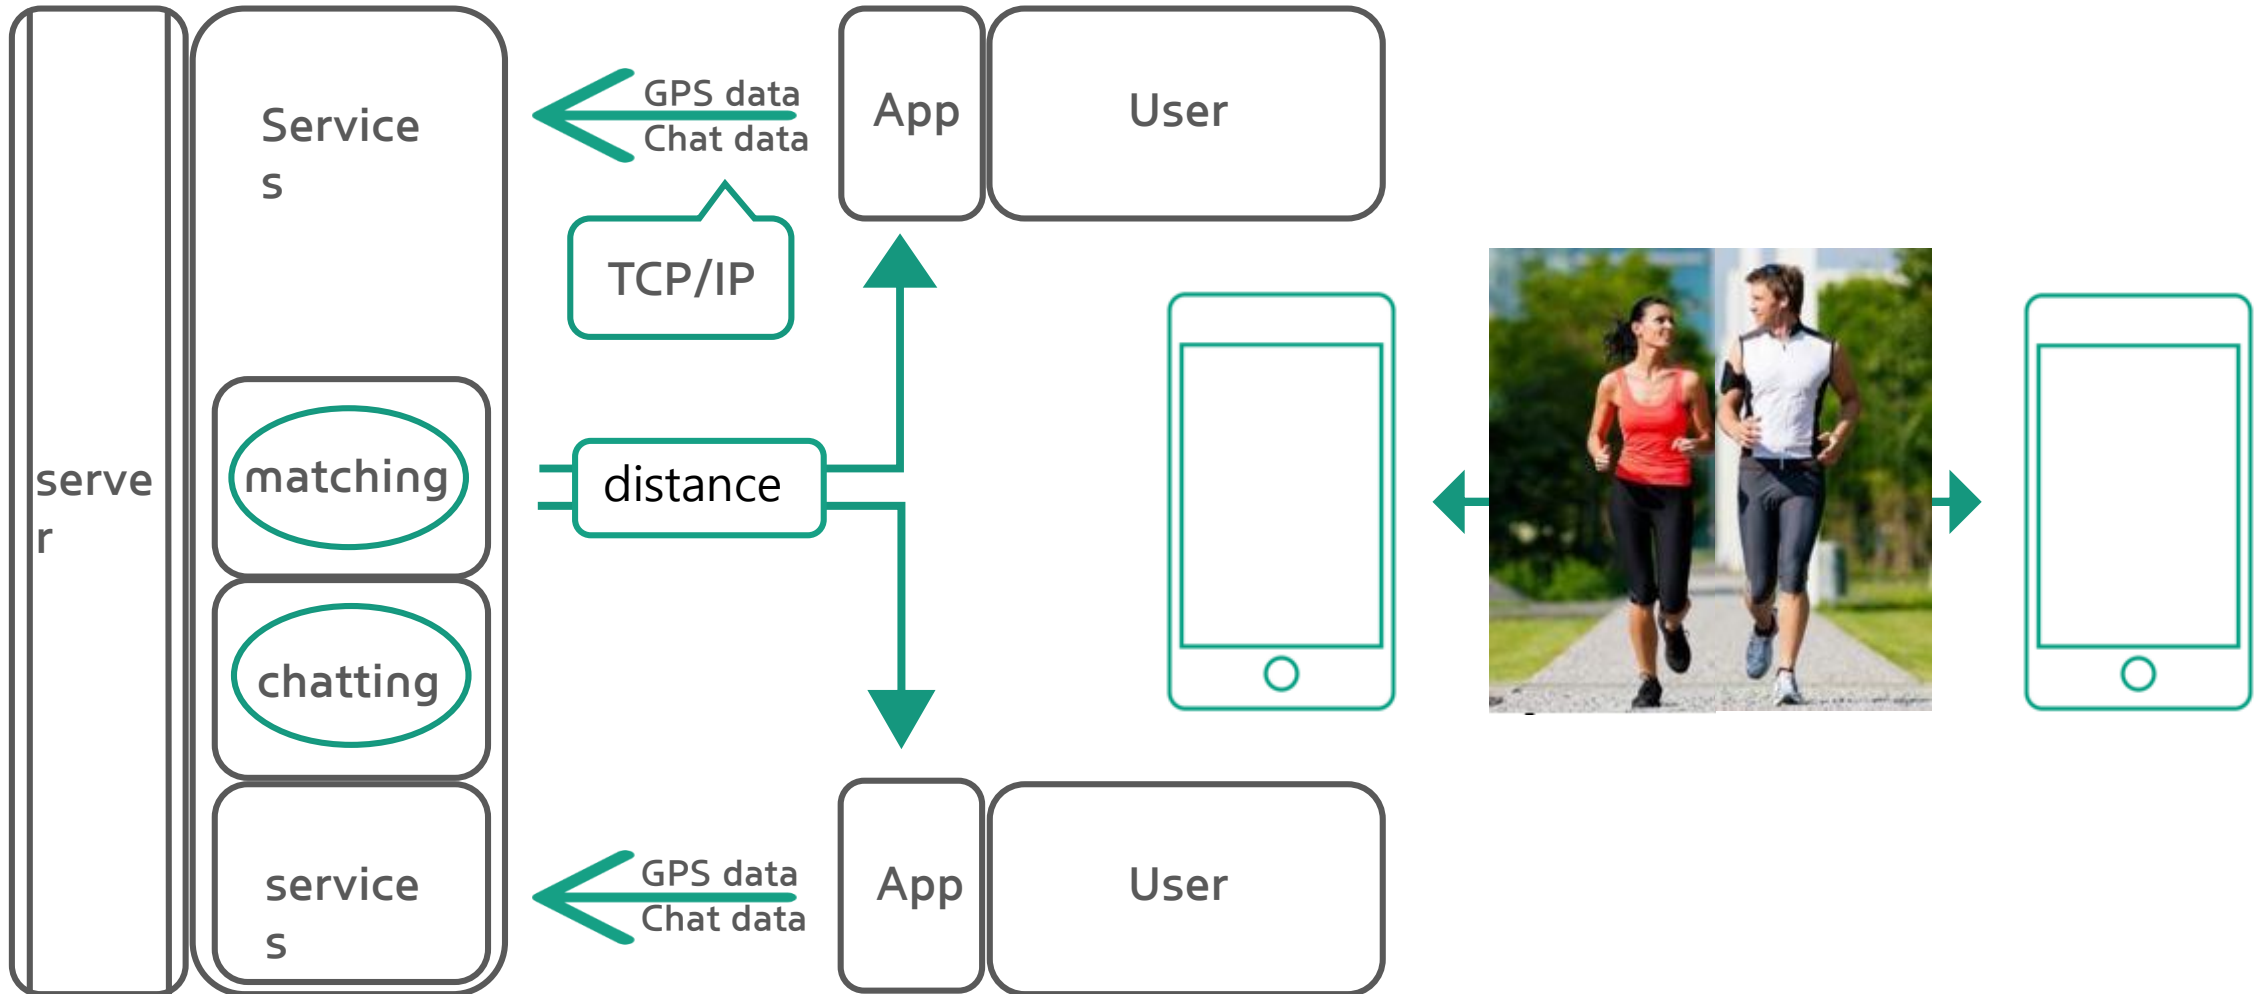 Service
s
GPS data
Chat data
App
User
TCP/IP
serve
r
matching
distance
chatting
service
s
GPS data
Chat data
App
User